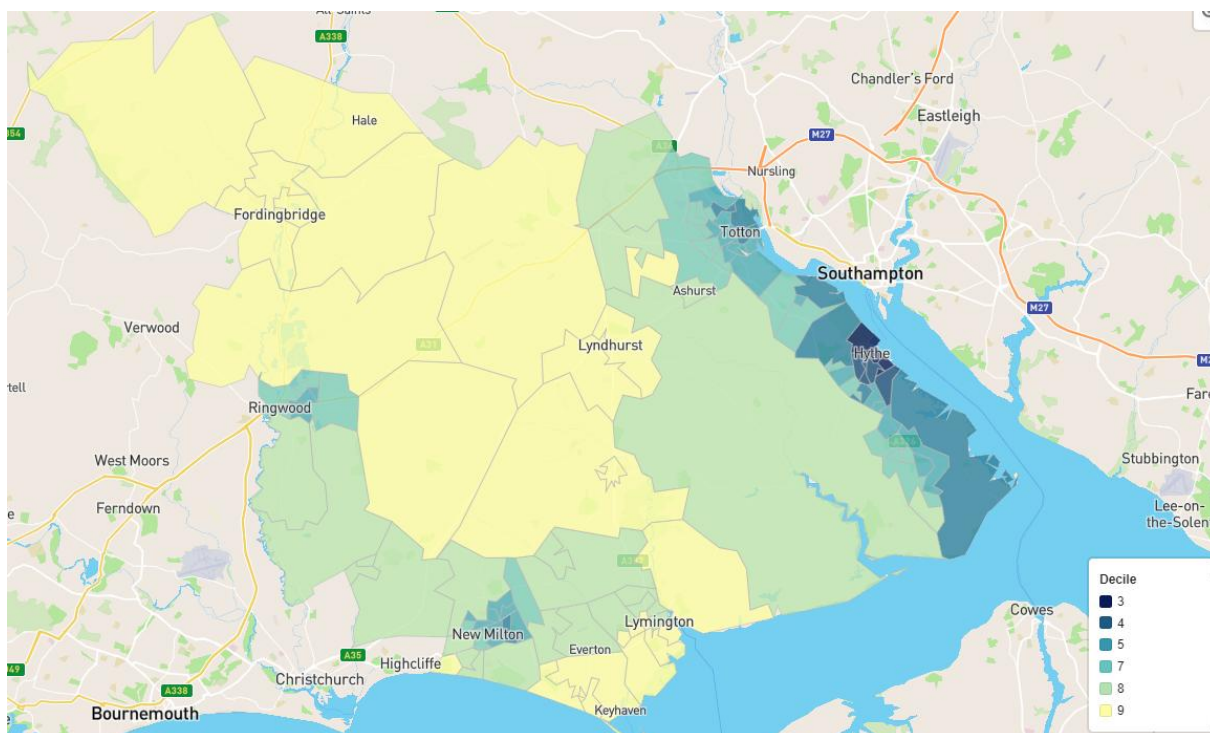 All Saints
A338
Chandler's Ford
Eastleigh
M27
Hale
Nursling
Fordingbridge
Totton
Southampton
Ashurst
M27
Verwood
A31
Lyndhurst
Hythe
Ringwood
West Moors
Stubbington
Ferndown
Lee-on-
the-Solen
Decile
3
4
5
7
8
9
Lymington
Cowes
New Milton
Everton
A35
Highcliffe
Christchurch
Keyhaven
A338
Bournemouth